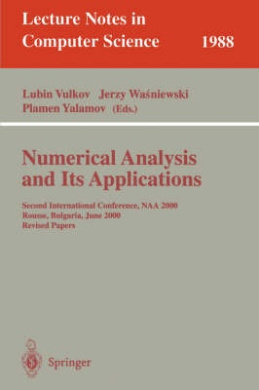 Lecture Notes in
Computer Science 1988
Lubin Vulkov Jerzy Waśniewski
Plamen Yalamov (Eds.)
Numerical Analysis
and Its Applications
Second International Conference, NAA 2000
Rousse, Bulgaria, June 2000
Revised Papers
Springer